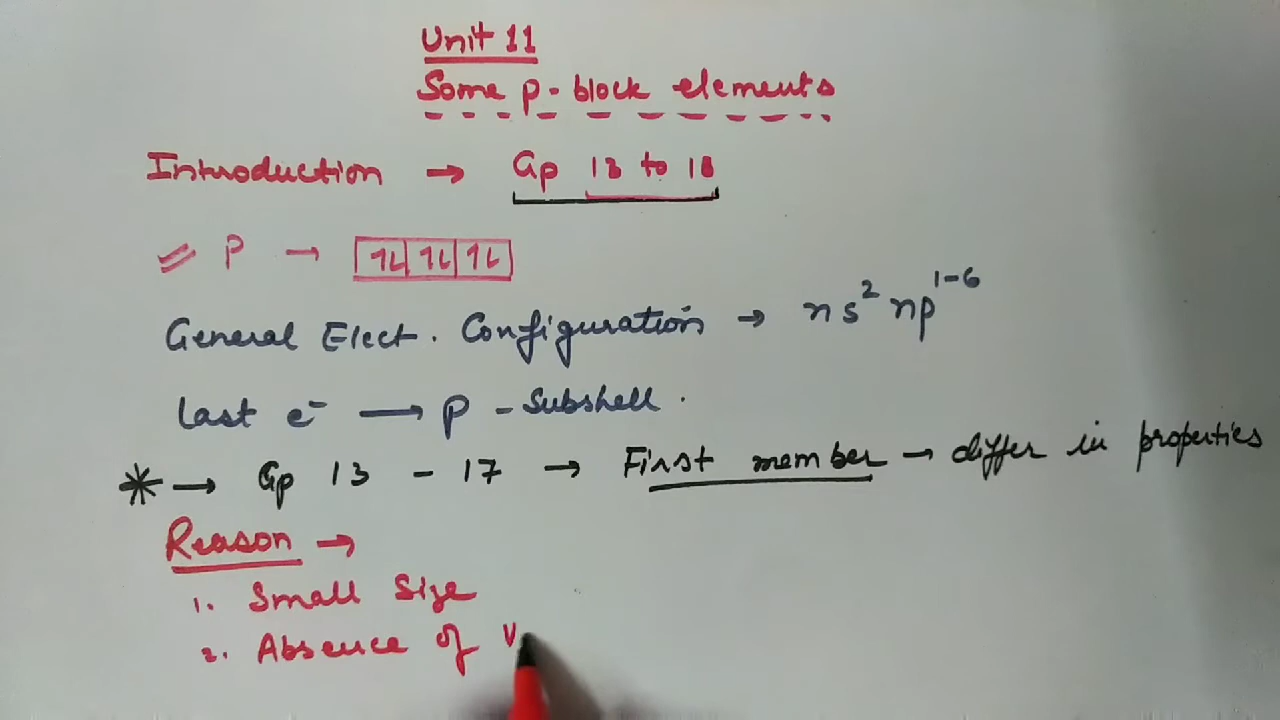 Unit 11
Some p-block elements
Introduction → Gp 13 to 18
P → 1L 1L 1L
General Elect. Configuration → ns² np¹⁻⁶
last e⁻ → p - Subshell.
* → Gp 13 - 17 → First member → differ in properties
Reason →
1. Small Size
2. Absence of V